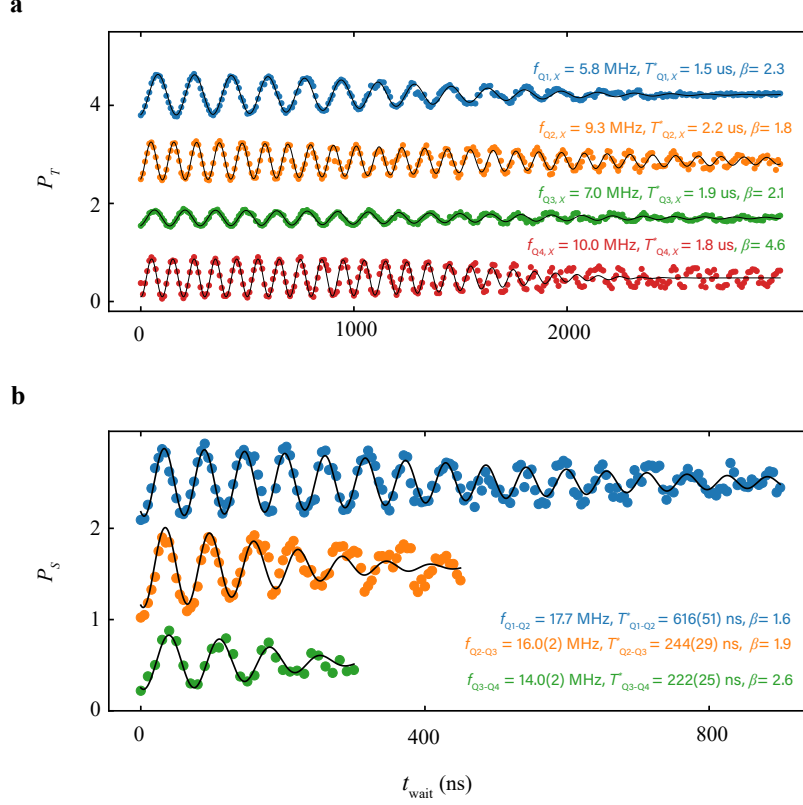 a
f_Q1, X = 5.8 MHz, T*_Q1, X = 1.5 us, β= 2.3
4
f_Q2, X = 9.3 MHz, T*_Q2, X = 2.2 us, β= 1.8
P_T
2
f_Q3, X = 7.0 MHz, T*_Q3, X = 1.9 us, β= 2.1
f_Q4, X = 10.0 MHz, T*_Q4, X = 1.8 us, β= 4.6
0
0 1000 2000
b
2
P_S
1
f_Q1-Q2 = 17.7 MHz, T*_Q1-Q2 = 616(51) ns, β= 1.6
f_Q2-Q3 = 16.0(2) MHz, T*_Q2-Q3 = 244(29) ns, β= 1.9
f_Q3-Q4 = 14.0(2) MHz, T*_Q3-Q4 = 222(25) ns, β= 2.6
0
0 400 800
t_wait (ns)